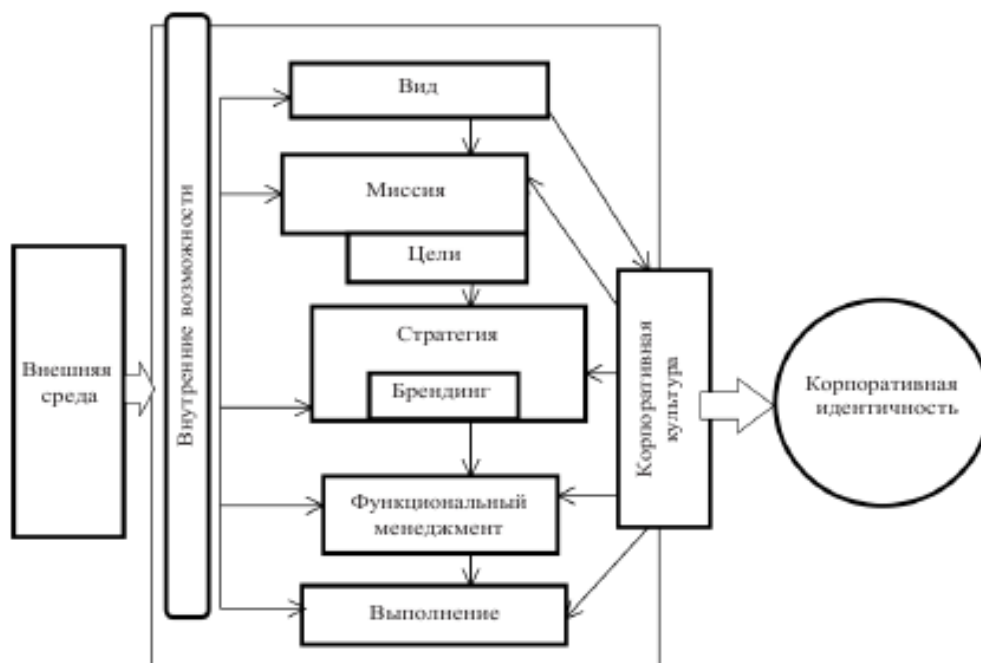 Вид
Миссия
Цели
Стратегия
Брендинг
Функциональный
менеджмент
Выполнение
Внешняя
среда
Внутренние возможности
Корпоративная
культура
Корпоративная
идентичность